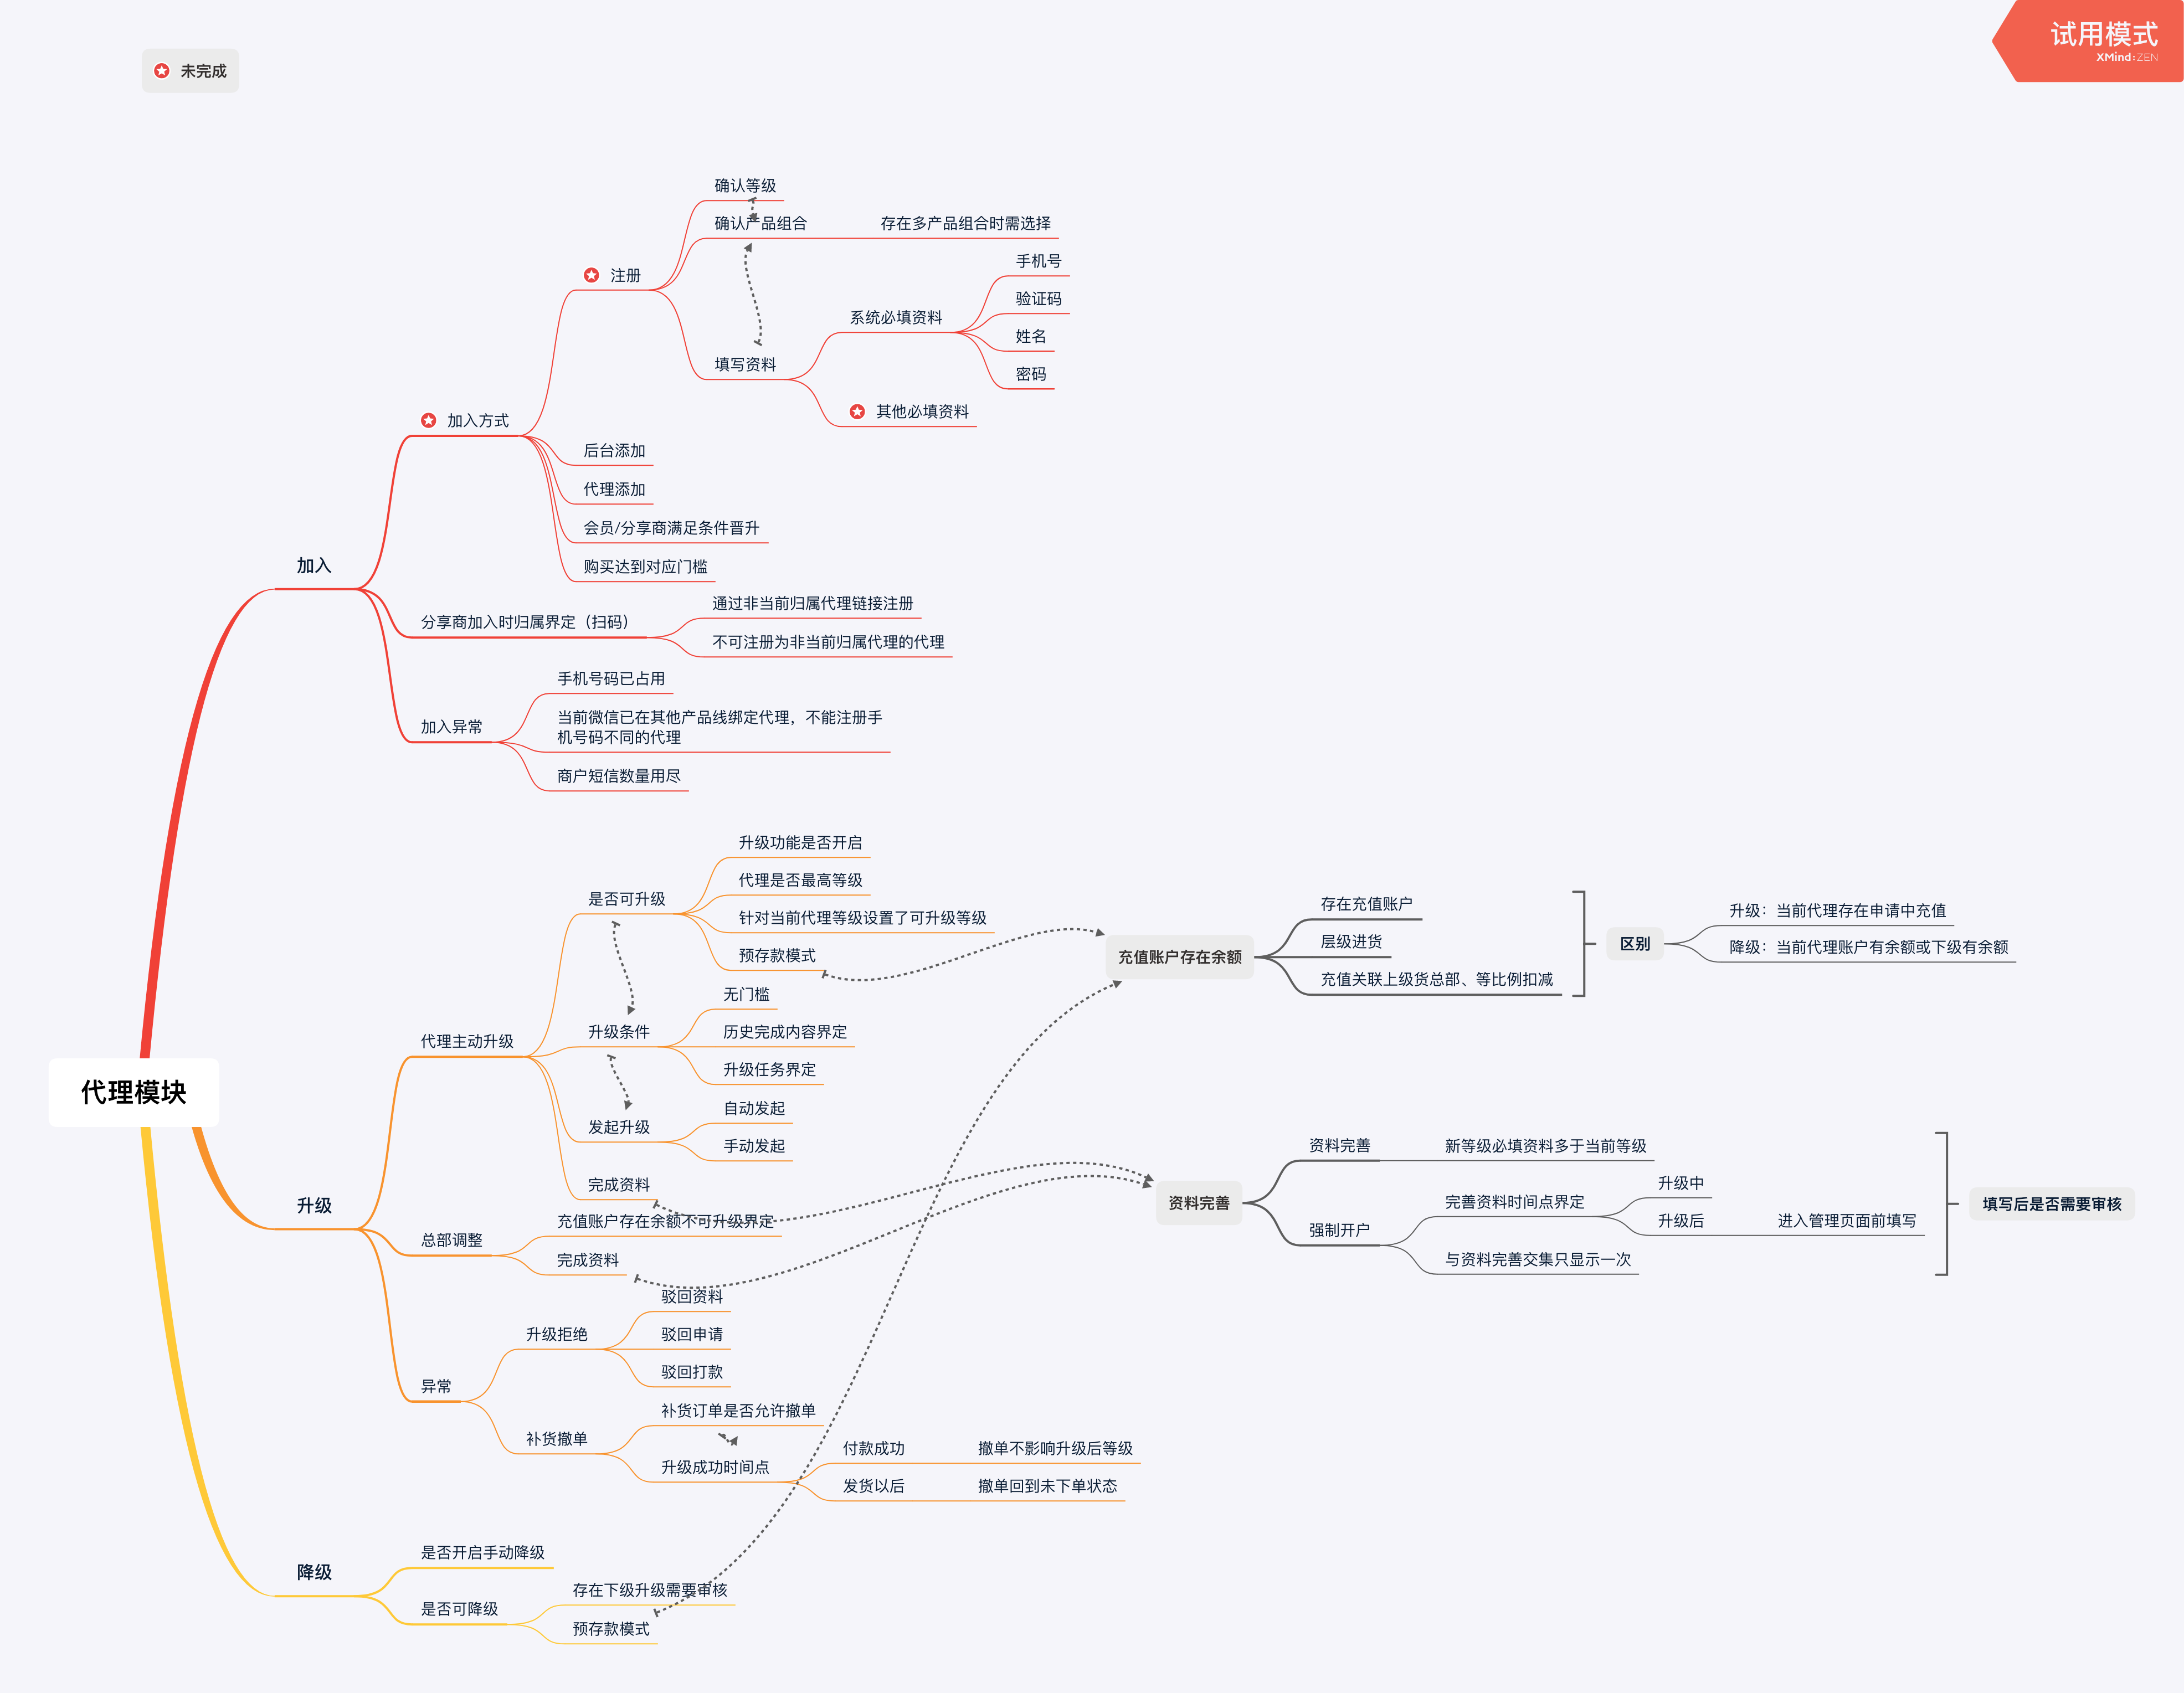 试用模式
XMind:ZEN
未完成
代理模块
加入
加入方式
注册
确认等级
确认产品组合
存在多产品组合时需选择
填写资料
系统必填资料
手机号
验证码
姓名
密码
其他必填资料
后台添加
代理添加
会员/分享商满足条件晋升
购买达到对应门槛
分享商加入时归属界定（扫码）
通过非当前归属代理链接注册
不可注册为非当前归属代理的代理
加入异常
手机号码已占用
当前微信已在其他产品线绑定代理，不能注册手
机号码不同的代理
商户短信数量用尽
升级
代理主动升级
是否可升级
升级功能是否开启
代理是否最高等级
针对当前代理等级设置了可升级等级
预存款模式
升级条件
无门槛
历史完成内容界定
升级任务界定
发起升级
自动发起
手动发起
完成资料
总部调整
充值账户存在余额不可升级界定
完成资料
异常
升级拒绝
驳回资料
驳回申请
驳回打款
补货撤单
补货订单是否允许撤单
升级成功时间点
付款成功
撤单不影响升级后等级
发货以后
撤单回到未下单状态
降级
是否开启手动降级
是否可降级
存在下级升级需要审核
预存款模式
充值账户存在余额
存在充值账户
层级进货
充值关联上级货总部、等比例扣减
区别
升级：当前代理存在申请中充值
降级：当前代理账户有余额或下级有余额
资料完善
资料完善
新等级必填资料多于当前等级
强制开户
完善资料时间点界定
升级中
升级后
进入管理页面前填写
与资料完善交集只显示一次
填写后是否需要审核